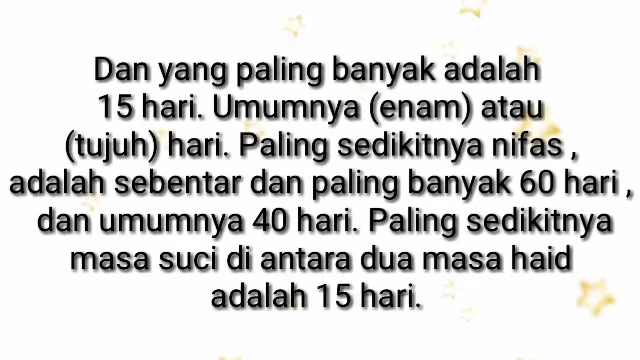 Dan yang paling banyak adalah
15 hari. Umumnya (enam) atau
(tujuh) hari. Paling sedikitnya nifas ,
adalah sebentar dan paling banyak 60 hari ,
dan umumnya 40 hari. Paling sedikitnya
masa suci di antara dua masa haid
adalah 15 hari.